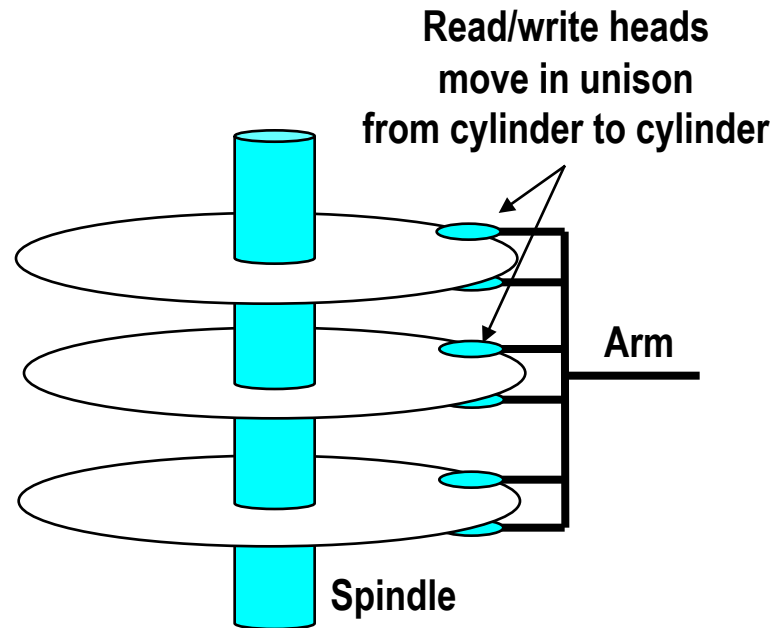 Read/write heads
move in unison
from cylinder to cylinder
Arm
Spindle